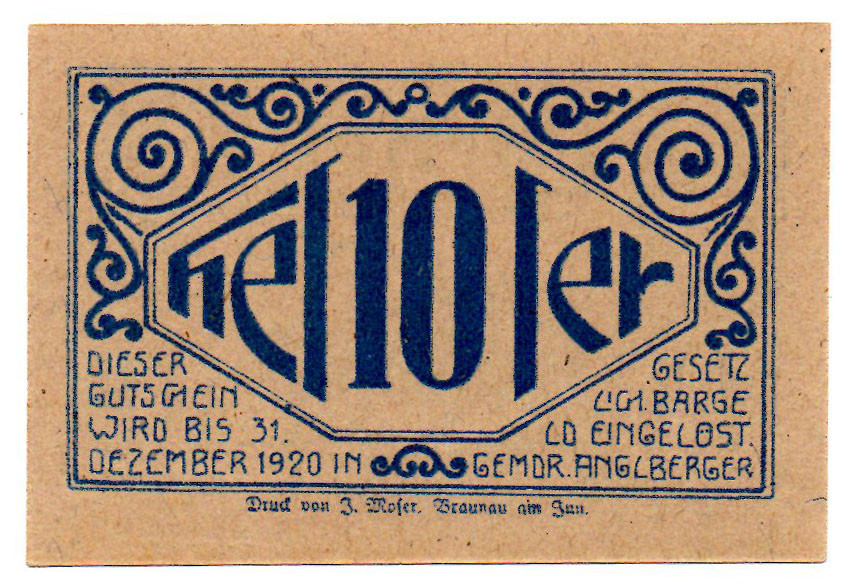 hel 10 ler
DIESER
GUTSCHEIN
WIRD BIS 31.
DEZEMBER 1920 IN
GESETZ
LICH. BARGE
LD EINGELÖST.
GEMDR. ANGLBERGER
Druck von J. Moser, Braunau am Inn.